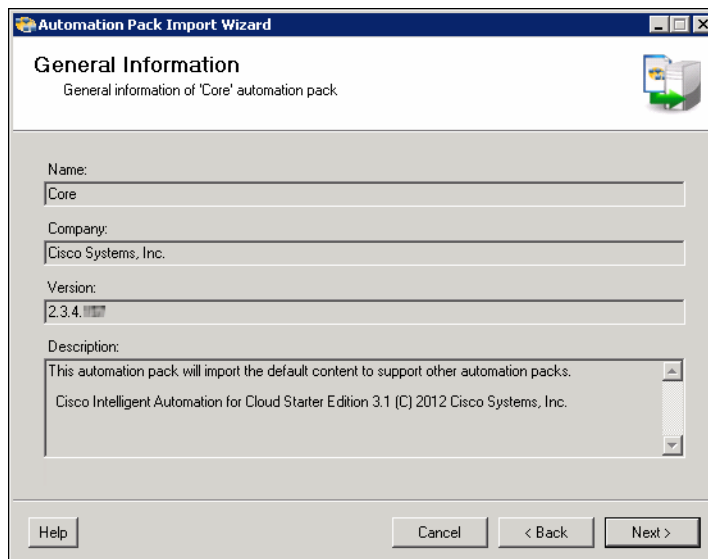 Automation Pack Import Wizard
General Information
General information of 'Core' automation pack
Name:
Core
Company:
Cisco Systems, Inc.
Version:
2.3.4.
Description:
This automation pack will import the default content to support other automation packs.
Cisco Intelligent Automation for Cloud Starter Edition 3.1 (C) 2012 Cisco Systems, Inc.
Help
Cancel
< Back
Next >